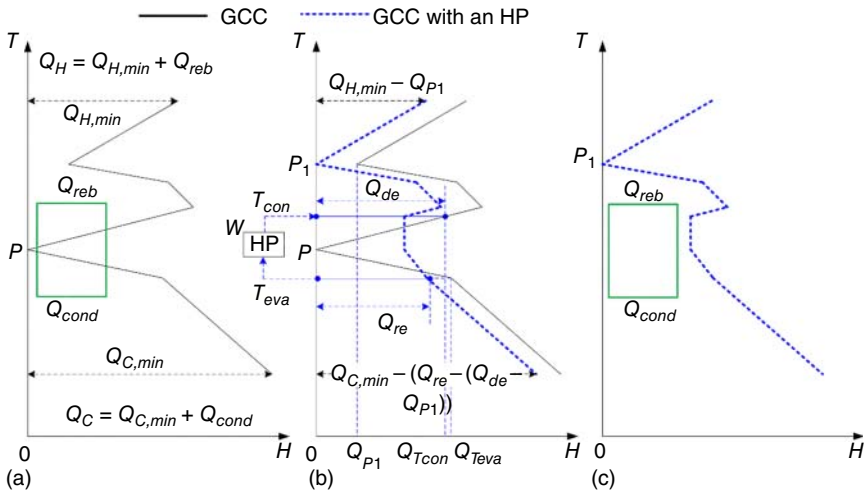 GCC
GCC with an HP
T
Q_H = Q_H,min + Q_reb
Q_H,min
Q_reb
P
Q_cond
Q_C,min
Q_C = Q_C,min + Q_cond
0
H
(a)
T
Q_H,min – Q_P1
P_1
Q_de
T_con
W
HP
P
T_eva
Q_re
Q_C,min – (Q_re – (Q_de –
Q_P1))
0
Q_P1
Q_Tcon
Q_Teva
H
(b)
T
P_1
Q_reb
Q_cond
0
H
(c)